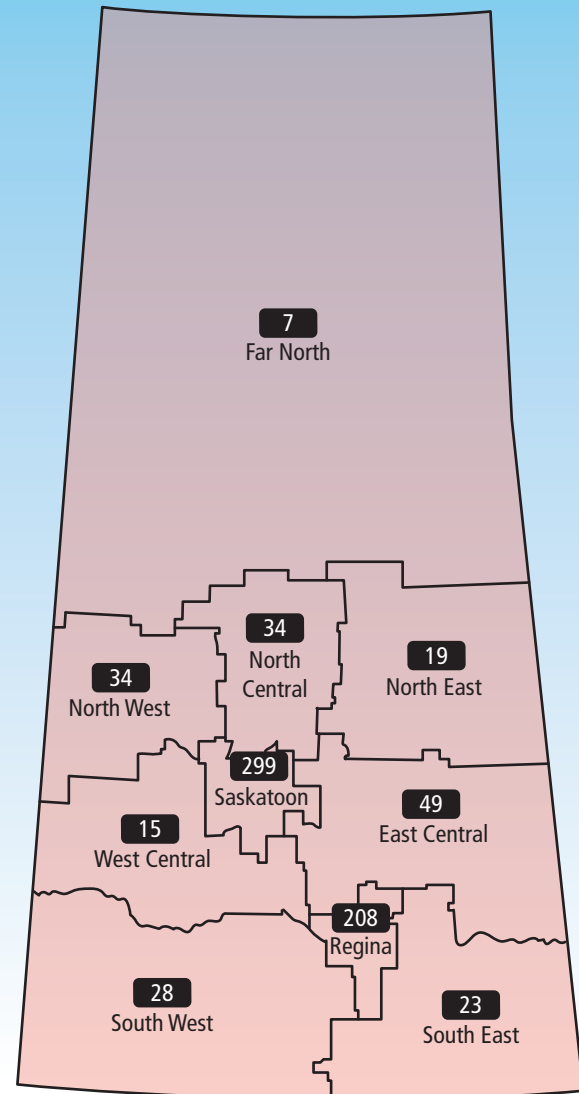 7
Far North
34
North
Central
19
North East
34
North West
299
Saskatoon
49
East Central
15
West Central
208
Regina
28
South West
23
South East